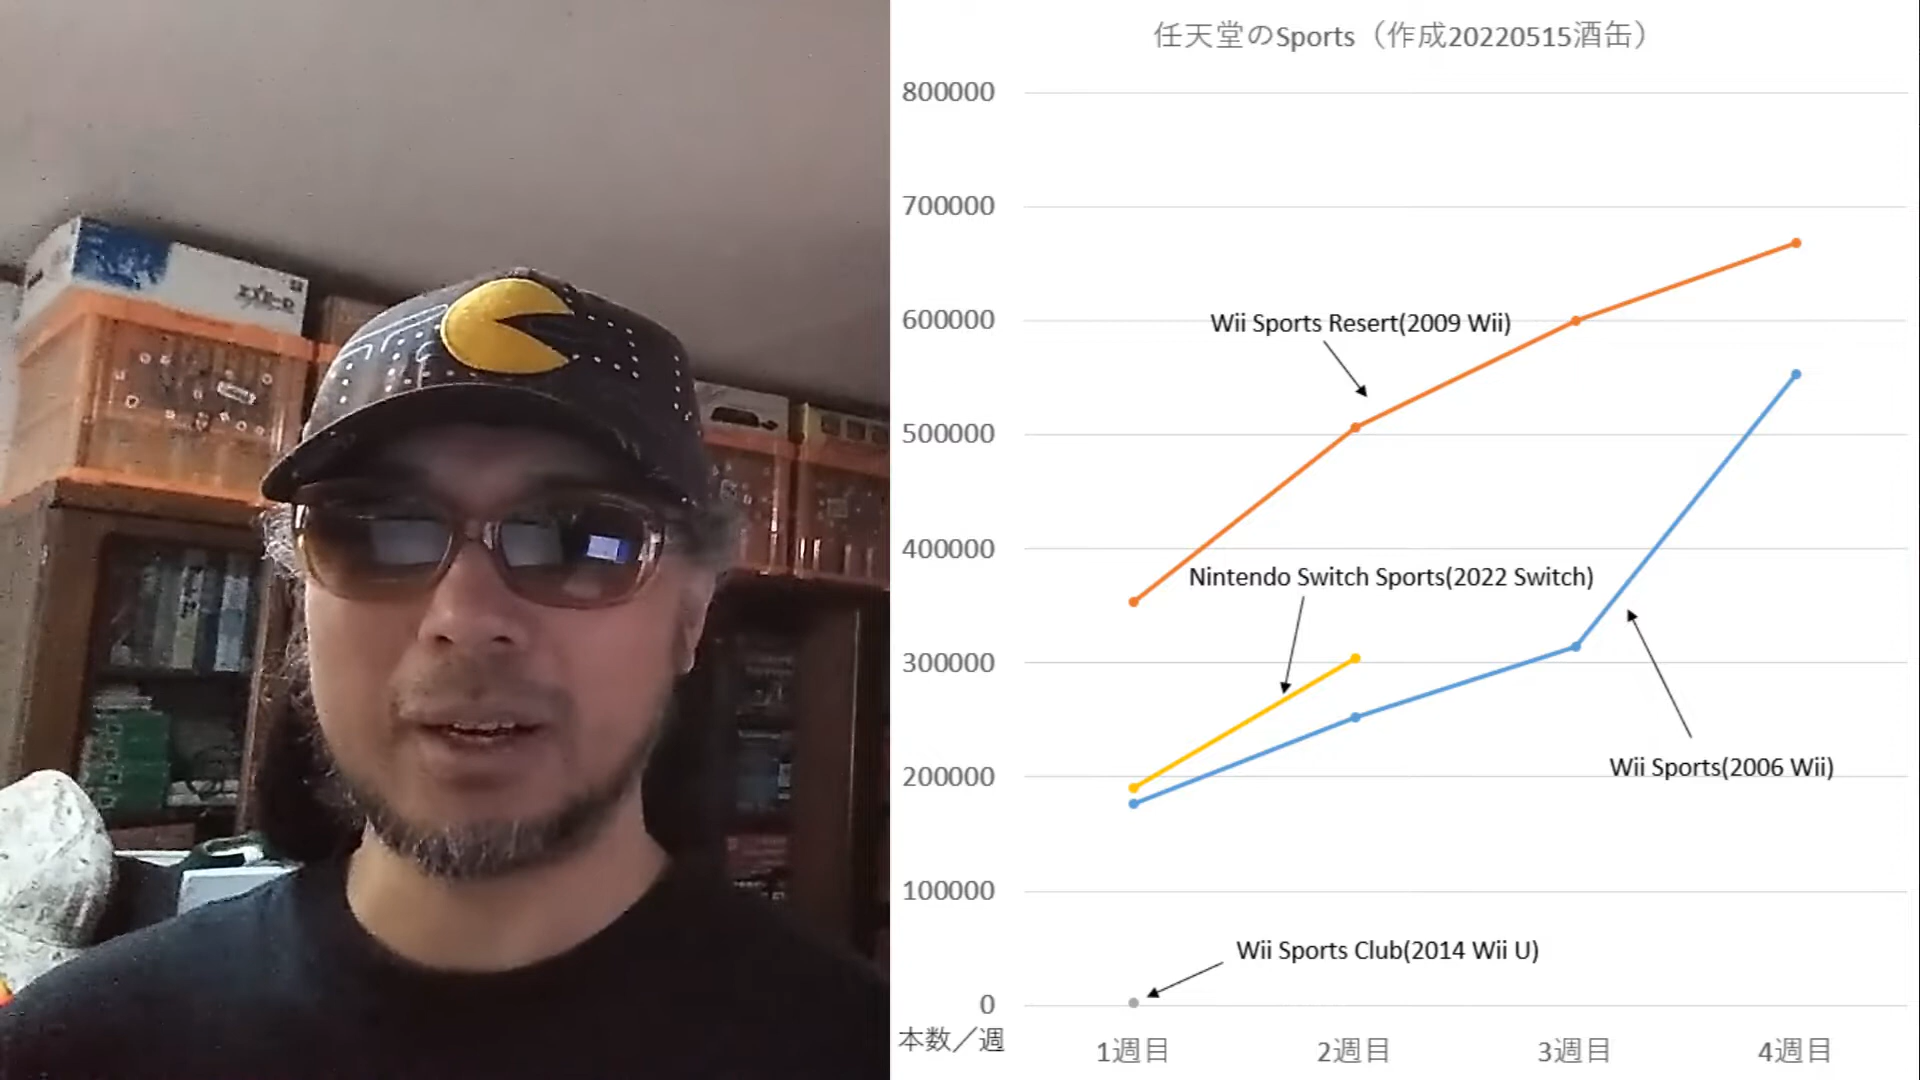 任天堂のSports（作成20220515酒缶）
800000
700000
600000
500000
400000
300000
200000
100000
0
Wii Sports Resert(2009 Wii)
Nintendo Switch Sports(2022 Switch)
Wii Sports(2006 Wii)
Wii Sports Club(2014 Wii U)
本数／週
1週目 2週目 3週目 4週目